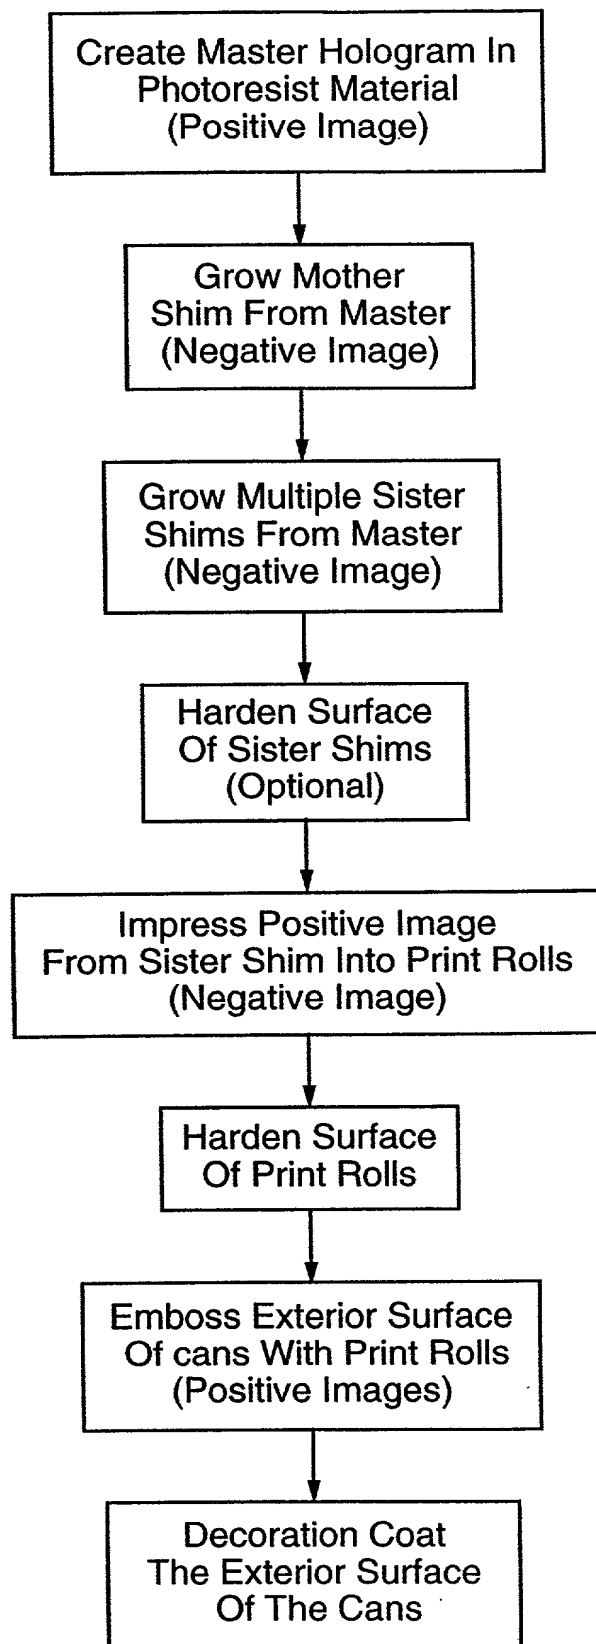 Create Master Hologram In
Photoresist Material
(Positive Image)
Grow Mother
Shim From Master
(Negative Image)
Grow Multiple Sister
Shims From Master
(Negative Image)
Harden Surface
Of Sister Shims
(Optional)
Impress Positive Image
From Sister Shim Into Print Rolls
(Negative Image)
Harden Surface
Of Print Rolls
Emboss Exterior Surface
Of cans With Print Rolls
(Positive Images)
Decoration Coat
The Exterior Surface
Of The Cans